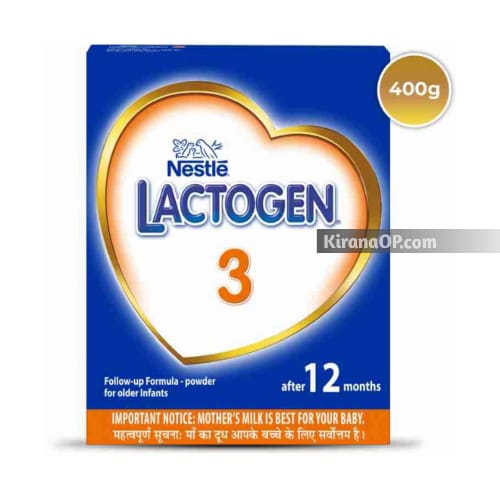 400g
Nestlé
LACTOGEN
KiranaOP.com
3
Follow-up Formula - powder
for older Infants
after 12 months
IMPORTANT NOTICE: MOTHER'S MILK IS BEST FOR YOUR BABY.
महत्वपूर्ण सूचना: माँ का दूध आपके बच्चे के लिए सर्वोत्तम है।